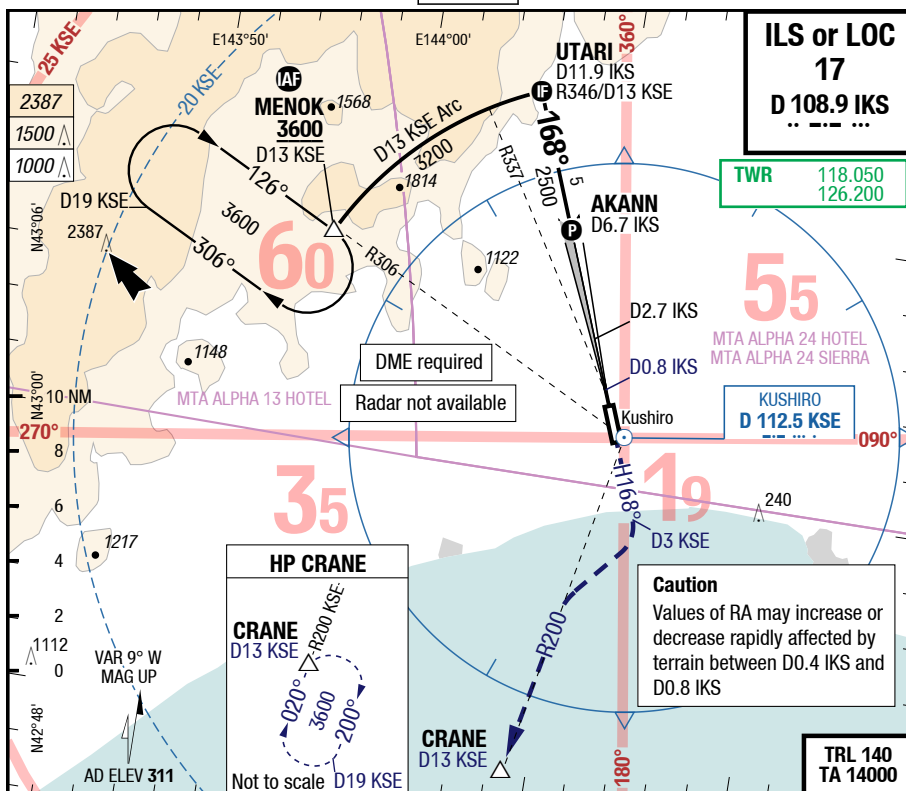 ILS or LOC
17
D 108.9 IKS
TWR 118.050
126.200
E143°50'
E144°00'
360°
25 KSE
20 KSE
2387
1500
1000
IAF
MENOK
3600
D13 KSE
1568
D13 KSE Arc
3200
1814
UTARI
D11.9 IKS
IF
R346/D13 KSE
168°
5
2500
R337
AKANN
D6.7 IKS
P
D19 KSE
126°
3600
306°
N43°06'
2387
60
R306
1122
55
MTA ALPHA 24 HOTEL
MTA ALPHA 24 SIERRA
D2.7 IKS
D0.8 IKS
1148
DME required
Radar not available
MTA ALPHA 13 HOTEL
N43°00'
10 NM
Kushiro
KUSHIRO
D 112.5 KSE
270°
090°
8
6
4
2
0
35
19
H168°
240
D3 KSE
1217
1112
HP CRANE
R200 KSE
CRANE
D13 KSE
020°
3600
200°
Not to scale
D19 KSE
Caution
Values of RA may increase or
decrease rapidly affected by
terrain between D0.4 IKS and
D0.8 IKS
R200
VAR 9° W
MAG UP
N42°48'
AD ELEV 311
CRANE
D13 KSE
180°
TRL 140
TA 14000